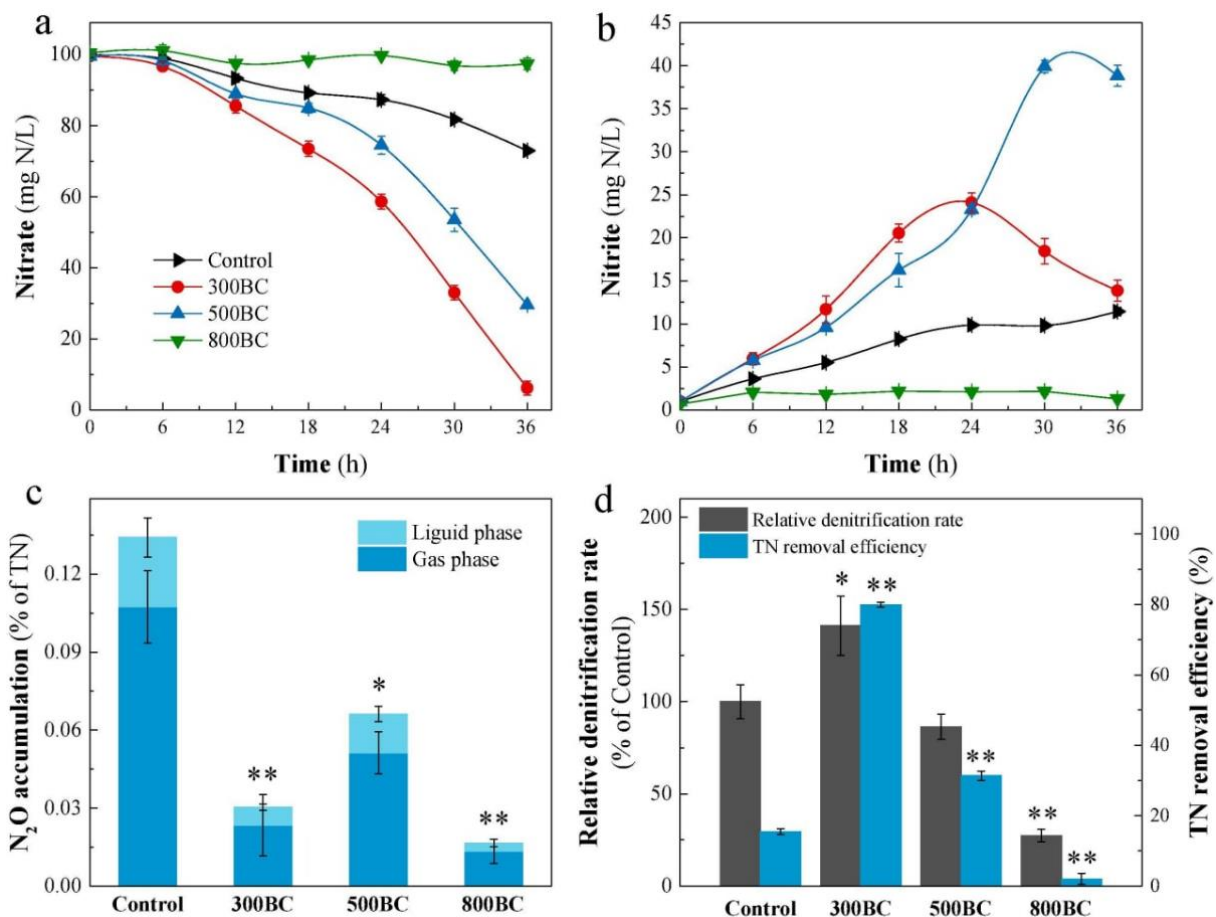 a
Nitrate (mg N/L)
100
80
60
40
20
0
Control
300BC
500BC
800BC
0 6 12 18 24 30 36
Time (h)
b
Nitrite (mg N/L)
45
40
35
30
25
20
15
10
5
0
0 6 12 18 24 30 36
Time (h)
c
N₂O accumulation (% of TN)
0.12
0.09
0.06
0.03
0.00
Liguid phase
Gas phase
**
*
**
Control 300BC 500BC 800BC
d
Relative denitrification rate
(% of Control)
200
150
100
50
0
Relative denitrification rate
TN removal efficiency
* **
**
**
**
Control 300BC 500BC 800BC
100
80
60
40
20
0
TN removal efficiency (%)